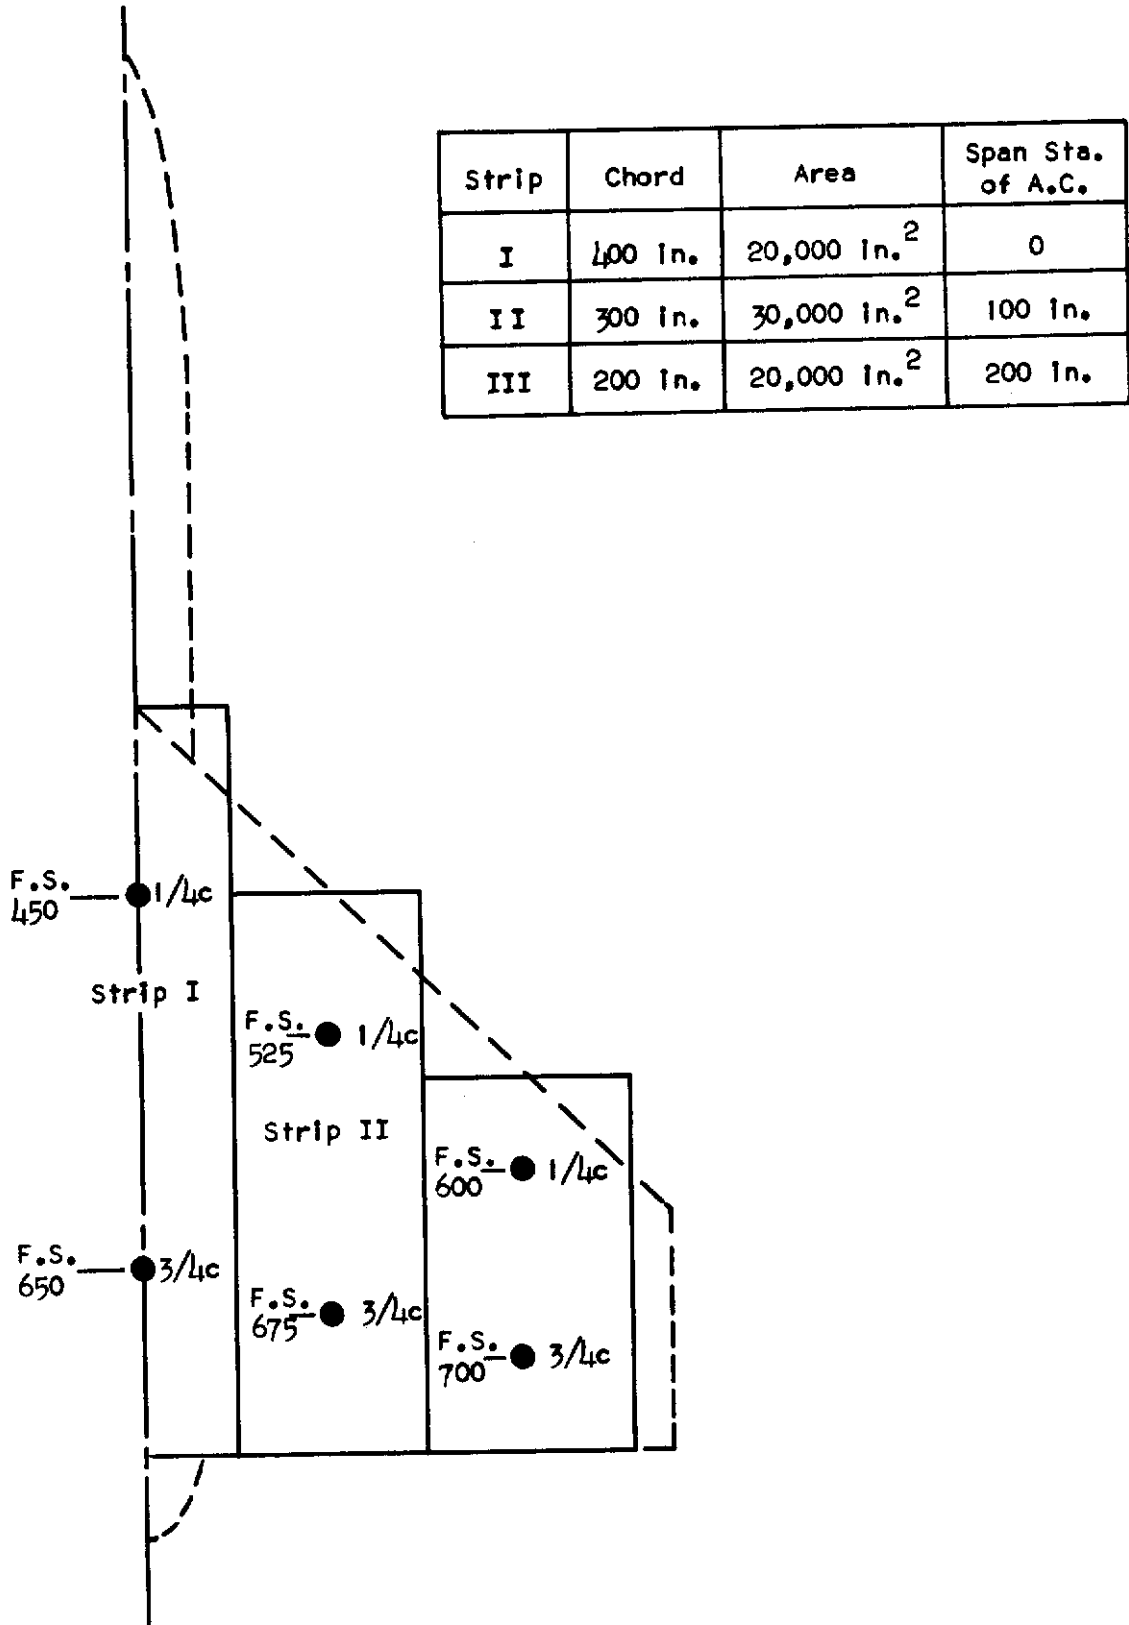 Strip Chord Area Span Sta. of A.C.
I 400 in. 20,000 in.2 0
II 300 in. 30,000 in.2 100 in.
III 200 in. 20,000 in.2 200 in.
F.S. 450 1/4c
Strip I
F.S. 525 1/4c
Strip II
F.S. 600 1/4c
F.S. 650 3/4c
F.S. 675 3/4c
F.S. 700 3/4c